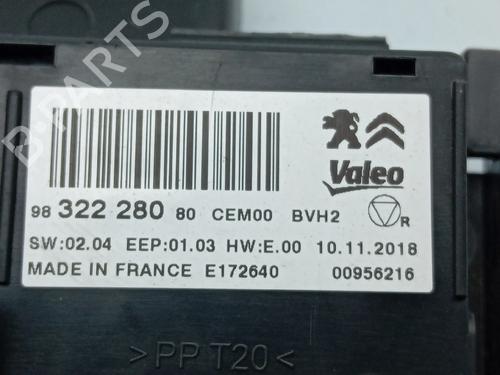 B-PARTS
Valeo
98 322 280 80 CEM00 BVH2 R
SW:02.04 EEP:01.03 HW:E.00 10.11.2018
MADE IN FRANCE E172640 00956216
>PP T20<